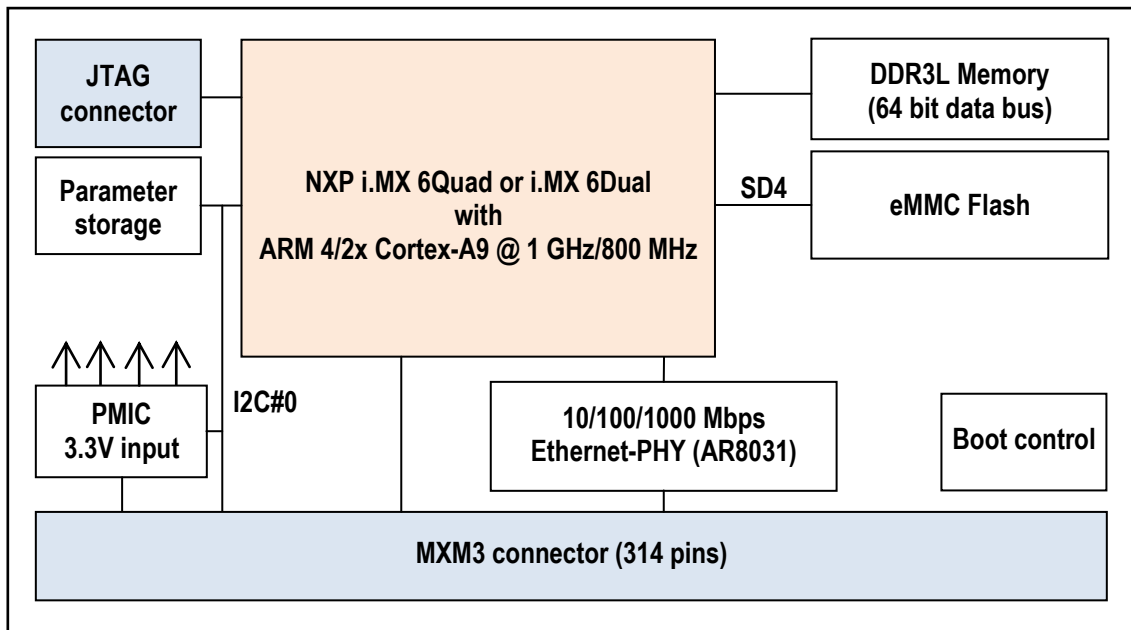 JTAG
connector
Parameter
storage
NXP i.MX 6Quad or i.MX 6Dual
with
ARM 4/2x Cortex-A9 @ 1 GHz/800 MHz
DDR3L Memory
(64 bit data bus)
SD4
eMMC Flash
PMIC
3.3V input
I2C#0
10/100/1000 Mbps
Ethernet-PHY (AR8031)
Boot control
MXM3 connector (314 pins)